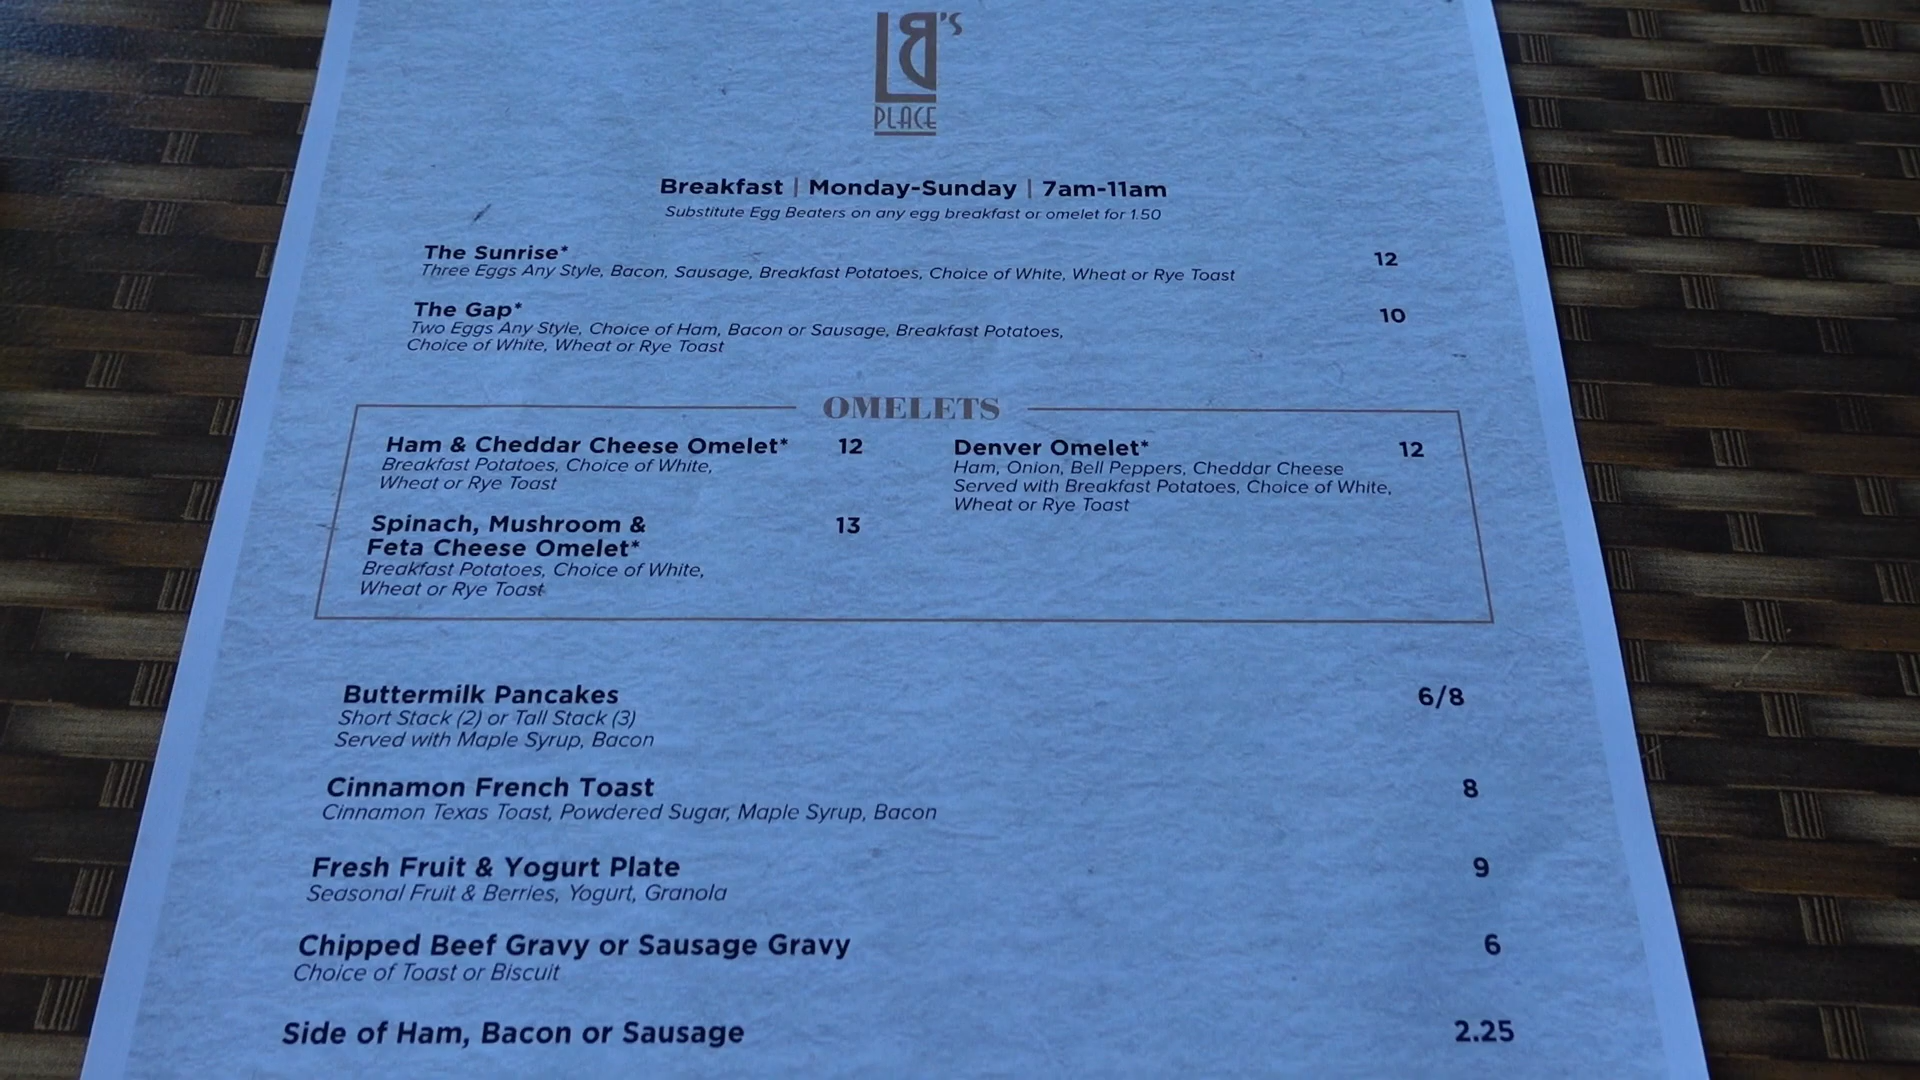 LB's
PLACE
Breakfast | Monday-Sunday | 7am-11am
Substitute Egg Beaters on any egg breakfast or omelet for 1.50
The Sunrise* 12
Three Eggs Any Style, Bacon, Sausage, Breakfast Potatoes, Choice of White, Wheat or Rye Toast
The Gap* 10
Two Eggs Any Style, Choice of Ham, Bacon or Sausage, Breakfast Potatoes,
Choice of White, Wheat or Rye Toast
OMELETS
Ham & Cheddar Cheese Omelet* 12
Breakfast Potatoes, Choice of White,
Wheat or Rye Toast
Spinach, Mushroom & 13
Feta Cheese Omelet*
Breakfast Potatoes, Choice of White,
Wheat or Rye Toast
Denver Omelet* 12
Ham, Onion, Bell Peppers, Cheddar Cheese
Served with Breakfast Potatoes, Choice of White,
Wheat or Rye Toast
Buttermilk Pancakes 6/8
Short Stack (2) or Tall Stack (3)
Served with Maple Syrup, Bacon
Cinnamon French Toast 8
Cinnamon Texas Toast, Powdered Sugar, Maple Syrup, Bacon
Fresh Fruit & Yogurt Plate 9
Seasonal Fruit & Berries, Yogurt, Granola
Chipped Beef Gravy or Sausage Gravy 6
Choice of Toast or Biscuit
Side of Ham, Bacon or Sausage 2.25